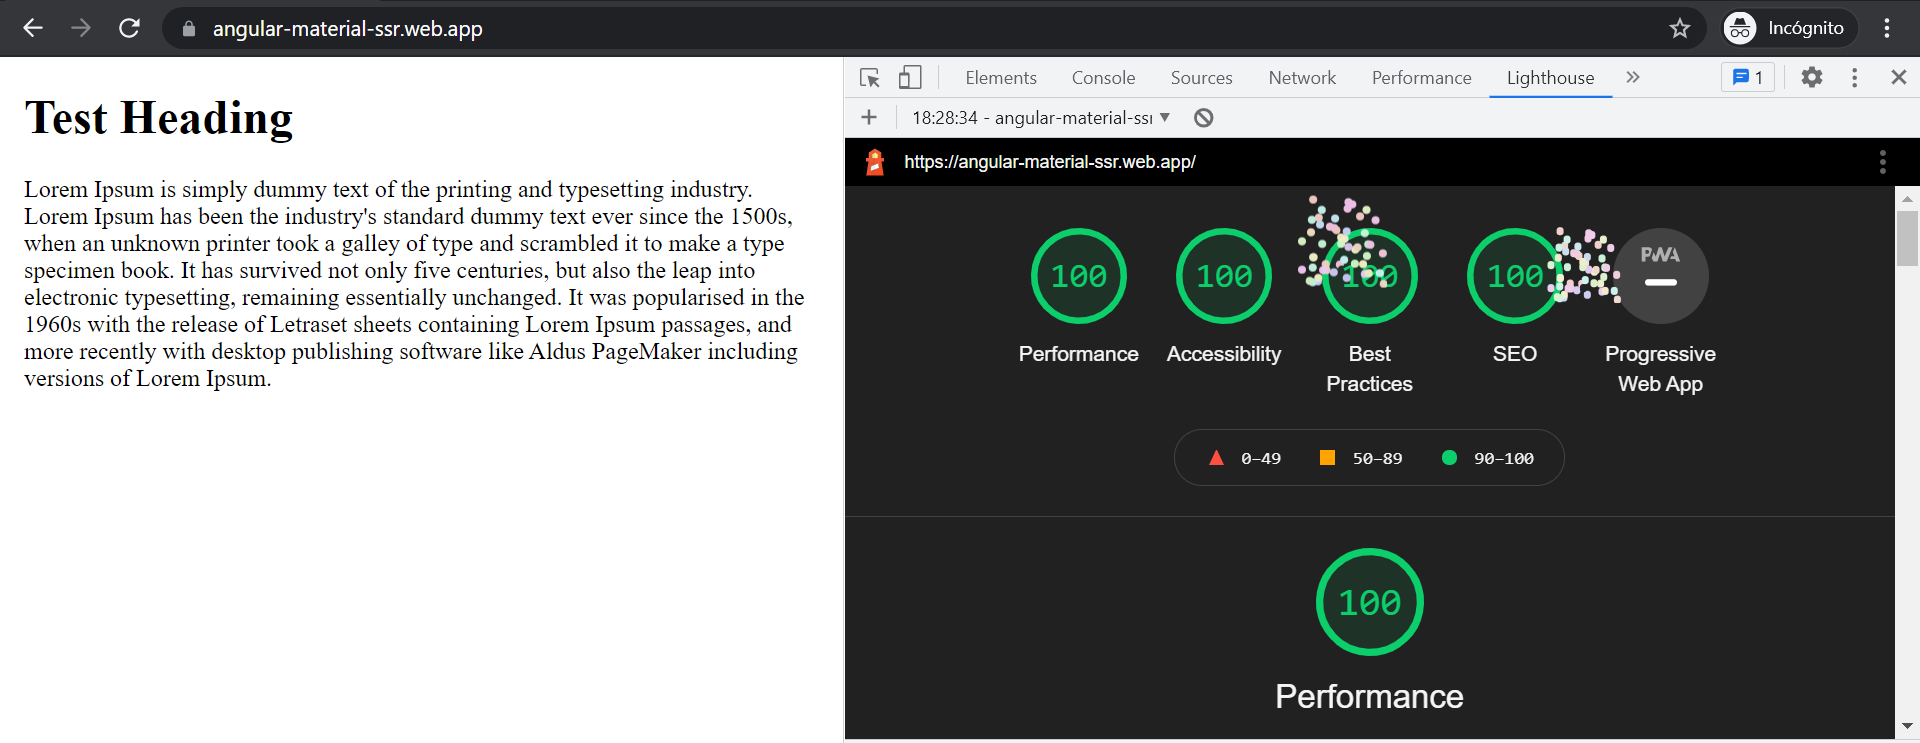 angular-material-ssr.web.app
Incógnito
Test Heading
Lorem Ipsum is simply dummy text of the printing and typesetting industry.
Lorem Ipsum has been the industry's standard dummy text ever since the 1500s,
when an unknown printer took a galley of type and scrambled it to make a type
specimen book. It has survived not only five centuries, but also the leap into
electronic typesetting, remaining essentially unchanged. It was popularised in the
1960s with the release of Letraset sheets containing Lorem Ipsum passages, and
more recently with desktop publishing software like Aldus PageMaker including
versions of Lorem Ipsum.
Elements Console Sources Network Performance Lighthouse » 1
18:28:34 - angular-material-ssr
https://angular-material-ssr.web.app/
100 100 100 100 PWA
Performance Accessibility Best Practices SEO Progressive Web App
0–49 50–89 90–100
100
Performance